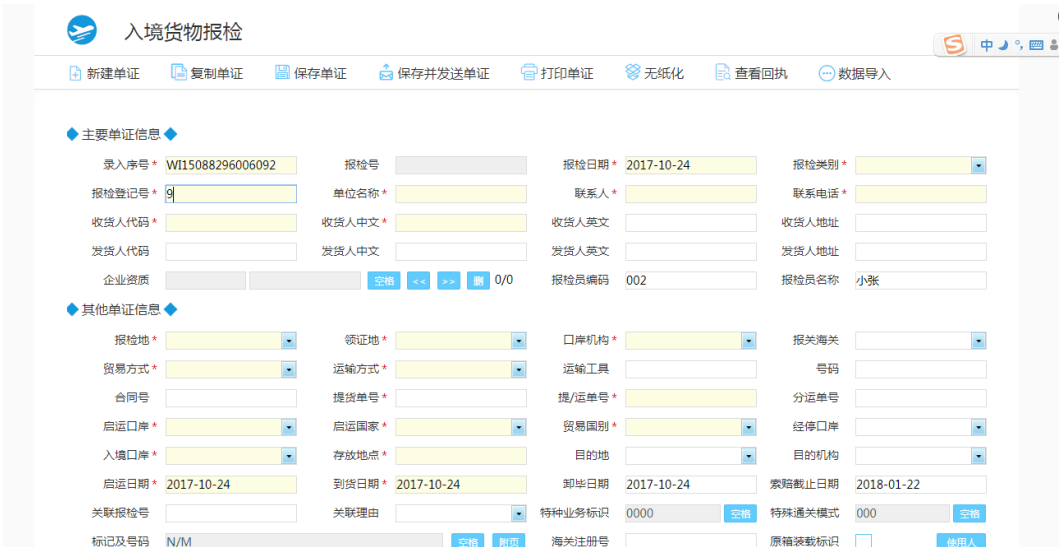 入境货物报检
中
新建单证 复制单证 保存单证 保存并发送单证 打印单证 无纸化 查看回执 数据导入
主要单证信息
录入序号* WI15088296006092 报检号 报检日期* 2017-10-24 报检类别*
报检登记号* 9 单位名称* 联系人* 联系电话*
收货人代码* 收货人中文* 收货人英文 收货人地址
发货人代码 发货人中文 发货人英文 发货人地址
企业资质 空格 << >> 删 0/0 报检员编码 002 报检员名称 小张
其他单证信息
报检地* 领证地* 口岸机构* 报关海关
贸易方式* 运输方式* 运输工具 号码
合同号 提货单号* 提/运单号* 分运单号
启运口岸* 启运国家* 贸易国别* 经停口岸
入境口岸* 存放地点* 目的地 目的机构
启运日期* 2017-10-24 到货日期* 2017-10-24 卸毕日期 2017-10-24 索赔截止日期 2018-01-22
关联报检号 关联理由 特种业务标识 0000 空格 特殊通关模式 000 空格
标记及号码 N/M 空格 附页 海关注册号 原箱装载标识 使用人